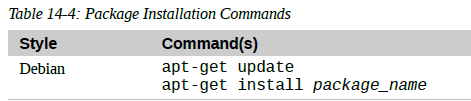 Table 14-4: Package Installation Commands
Style Command(s)
Debian apt-get update
apt-get install package_name